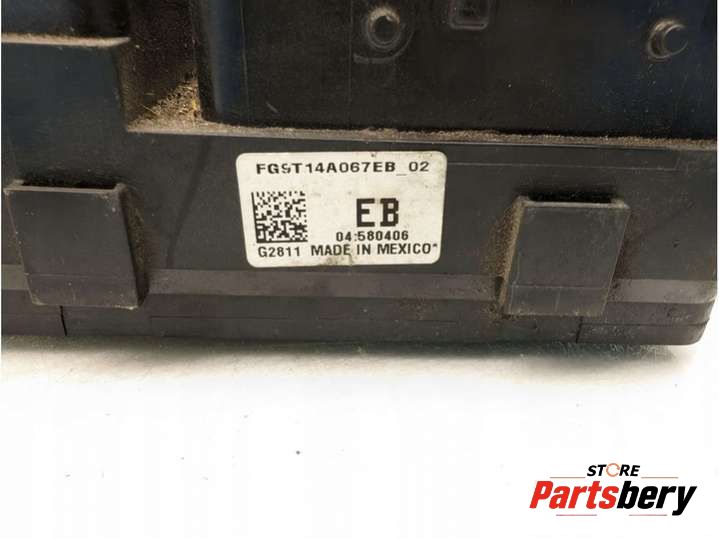 FG9T14A067EB_02
EB
04:580406
G2811 MADE IN MEXICO*
STORE
Partsbery